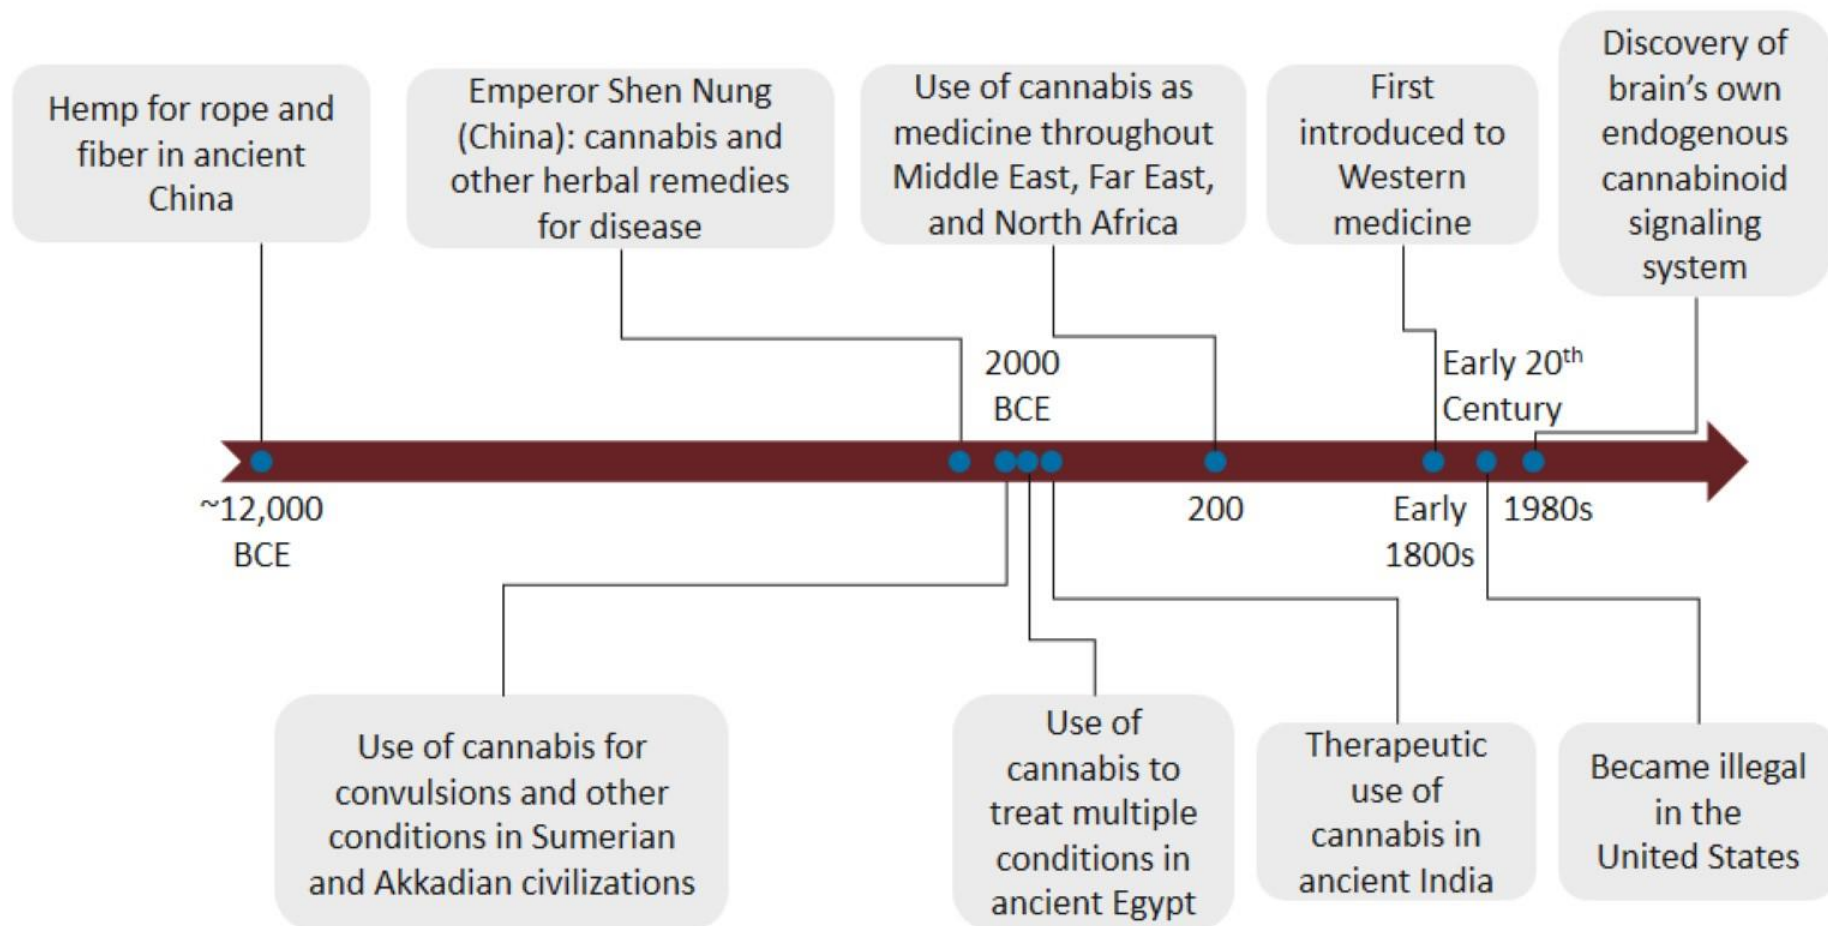 Hemp for rope and
fiber in ancient
China
Emperor Shen Nung
(China): cannabis and
other herbal remedies
for disease
Use of cannabis as
medicine throughout
Middle East, Far East,
and North Africa
First
introduced to
Western
medicine
Discovery of
brain’s own
endogenous
cannabinoid
signaling
system
2000
BCE
Early 20th
Century
~12,000
BCE
200
Early
1800s
1980s
Use of cannabis for
convulsions and other
conditions in Sumerian
and Akkadian civilizations
Use of
cannabis to
treat multiple
conditions in
ancient Egypt
Therapeutic
use of
cannabis in
ancient India
Became illegal
in the
United States